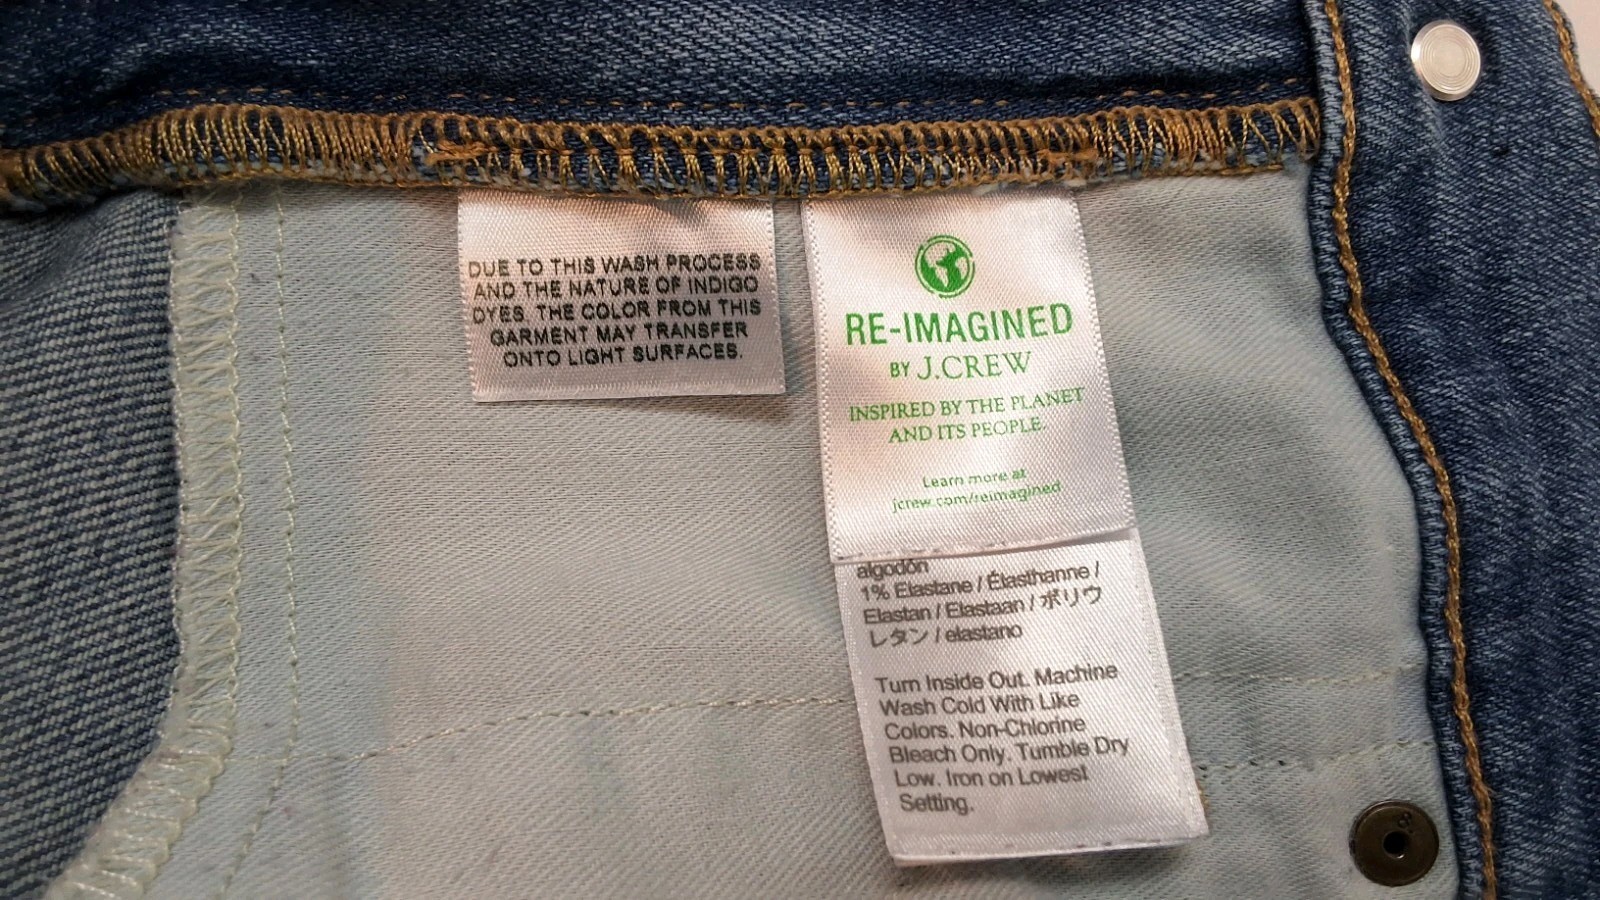 DUE TO THIS WASH PROCESS
AND THE NATURE OF INDIGO
DYES, THE COLOR FROM THIS
GARMENT MAY TRANSFER
ONTO LIGHT SURFACES.
RE-IMAGINED
BY J.CREW
INSPIRED BY THE PLANET
AND ITS PEOPLE.
Learn more at
jcrew.com/reimagined
algodón
1% Elastane / Élasthanne /
Elastan / Elastaan / ポリウ
レタン / elastano
Turn Inside Out. Machine
Wash Cold With Like
Colors. Non-Chlorine
Bleach Only. Tumble Dry
Low. Iron on Lowest
Setting.